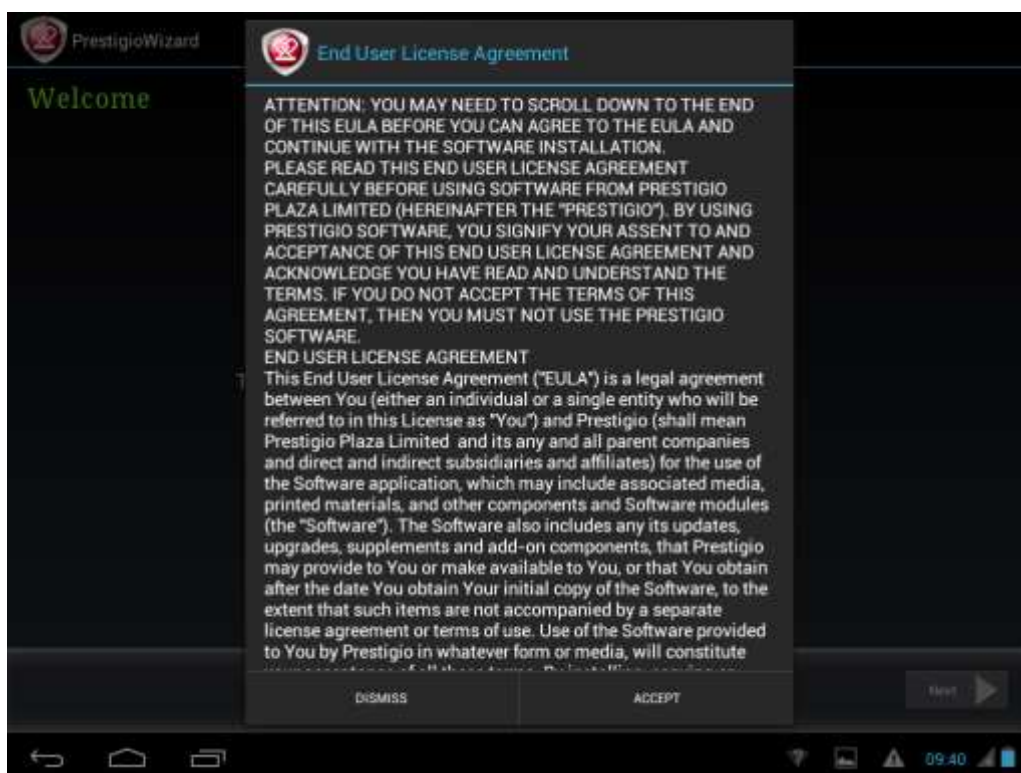 PrestigioWizard
End User License Agreement
Welcome
ATTENTION: YOU MAY NEED TO SCROLL DOWN TO THE END
OF THIS EULA BEFORE YOU CAN AGREE TO THE EULA AND
CONTINUE WITH THE SOFTWARE INSTALLATION.
PLEASE READ THIS END USER LICENSE AGREEMENT
CAREFULLY BEFORE USING SOFTWARE FROM PRESTIGIO
PLAZA LIMITED (HEREINAFTER THE "PRESTIGIO"). BY USING
PRESTIGIO SOFTWARE, YOU SIGNIFY YOUR ASSENT TO AND
ACCEPTANCE OF THIS END USER LICENSE AGREEMENT AND
ACKNOWLEDGE YOU HAVE READ AND UNDERSTAND THE
TERMS. IF YOU DO NOT ACCEPT THE TERMS OF THIS
AGREEMENT, THEN YOU MUST NOT USE THE PRESTIGIO
SOFTWARE.
END USER LICENSE AGREEMENT
This End User License Agreement ("EULA") is a legal agreement
between You (either an individual or a single entity who will be
referred to in this License as "You") and Prestigio (shall mean
Prestigio Plaza Limited and its any and all parent companies
and direct and indirect subsidiaries and affiliates) for the use of
the Software application, which may include associated media,
printed materials, and other components and Software modules
(the "Software"). The Software also includes any its updates,
upgrades, supplements and add-on components, that Prestigio
may provide to You or make available to You, or that You obtain
after the date You obtain Your initial copy of the Software, to the
extent that such items are not accompanied by a separate
license agreement or terms of use. Use of the Software provided
to You by Prestigio in whatever form or media, will constitute
DISMISS
ACCEPT
Next
09:40